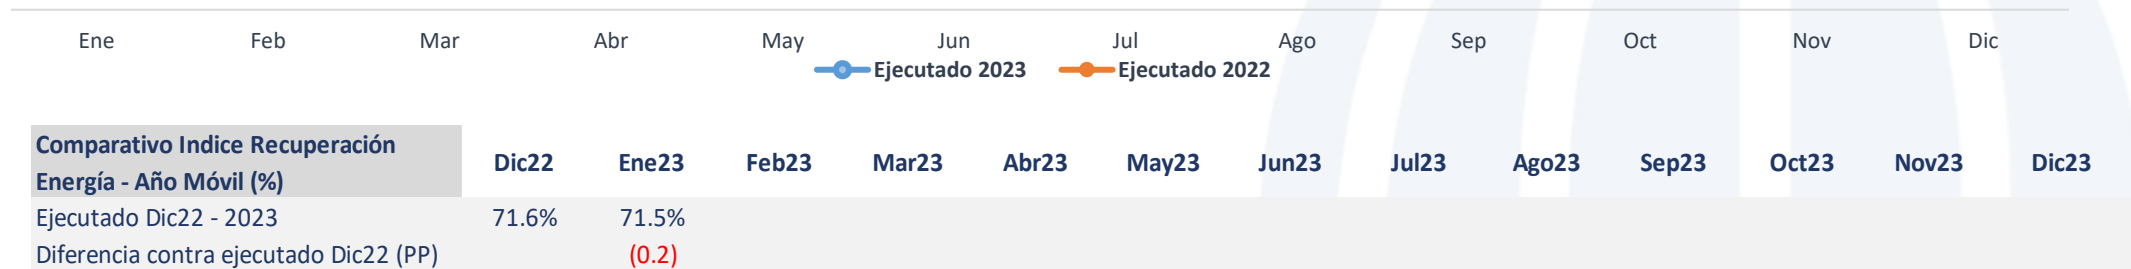 Ene Feb Mar Abr May Jun Jul Ago Sep Oct Nov Dic
Ejecutado 2023 Ejecutado 2022
Comparativo Indice Recuperación
Energía - Año Móvil (%)
Dic22 Ene23 Feb23 Mar23 Abr23 May23 Jun23 Jul23 Ago23 Sep23 Oct23 Nov23 Dic23
Ejecutado Dic22 - 2023 71.6% 71.5%
Diferencia contra ejecutado Dic22 (PP) (0.2)